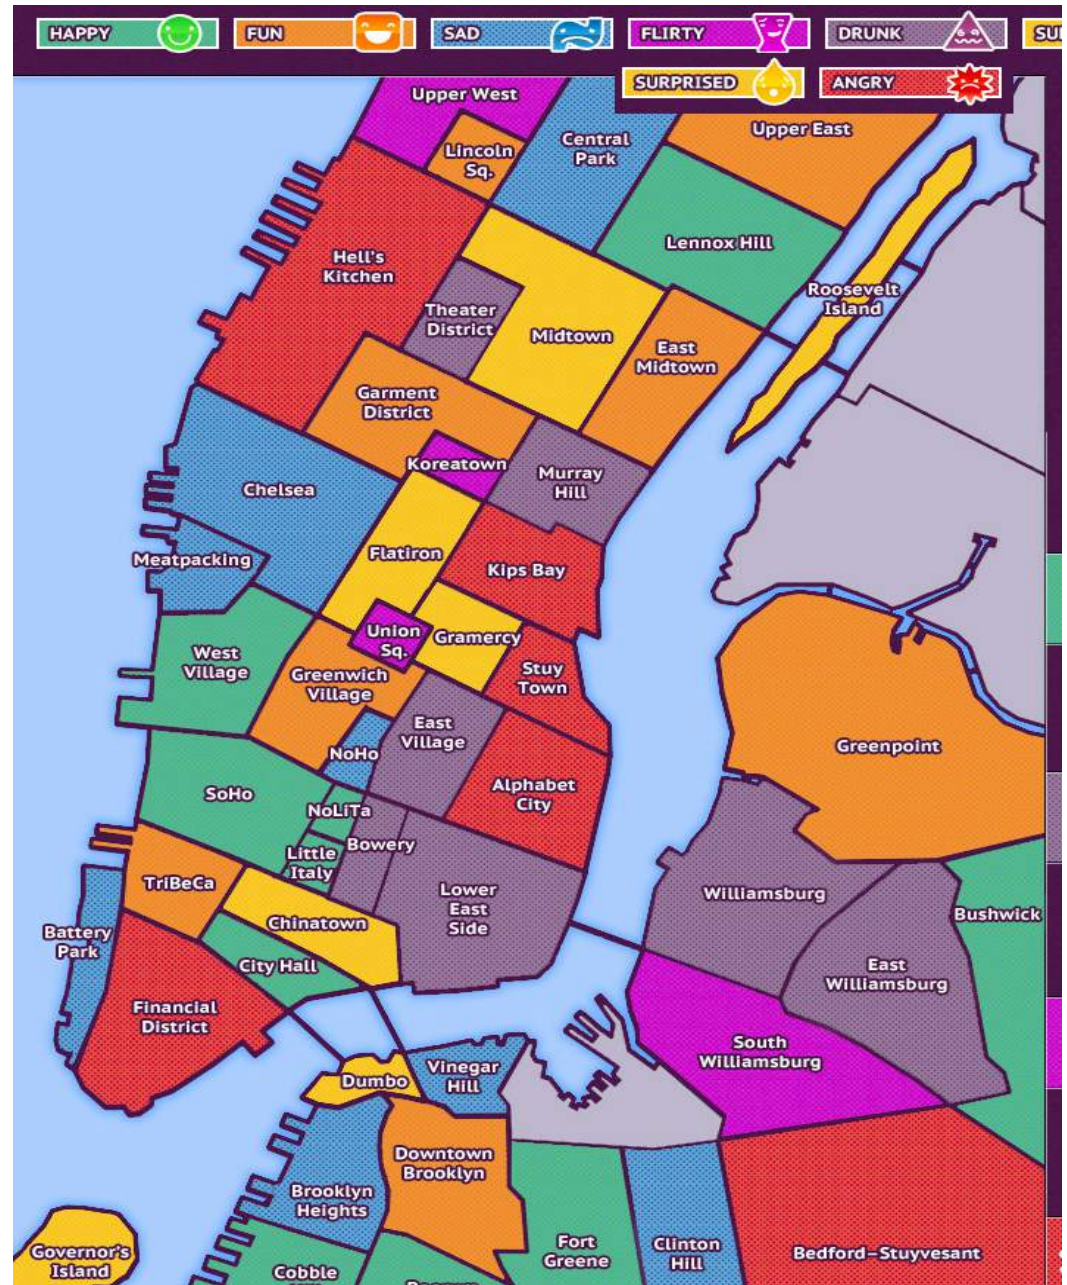 HAPPY
FUN
SAD
FLIRTY
DRUNK
SURPRISED
ANGRY
Upper West
Lincoln
Sq.
Central
Park
Upper East
Hell's
Kitchen
Lennox Hill
Theater
District
Midtown
Roosevelt
Island
East
Midtown
Garment
District
Koreatown
Murray
Hill
Chelsea
Flatiron
Meatpacking
Kips Bay
Union
Sq.
Gramercy
West
Village
Greenwich
Village
Stuy
Town
East
Village
NoHo
Greenpoint
SoHo
NoLiTa
Alphabet
City
Little
Italy
Bowery
TriBeCa
Lower
East
Side
Williamsburg
Chinatown
Bushwick
Battery
Park
City Hall
East
Williamsburg
Financial
District
South
Williamsburg
Dumbo
Vinegar
Hill
Downtown
Brooklyn
Brooklyn
Heights
Governor's
Island
Fort
Greene
Clinton
Hill
Bedford-Stuyvesant
Cobble